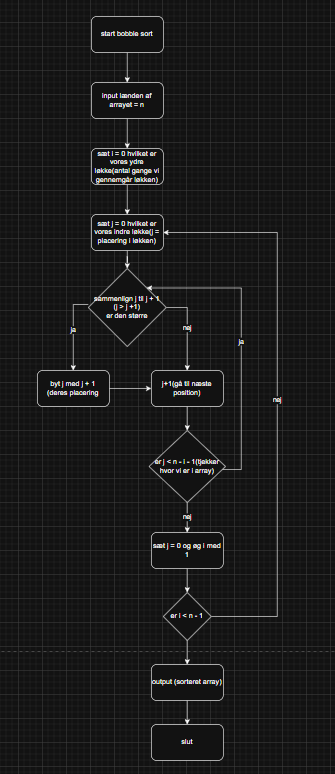 start bobble sort
input lænden af
arrayet = n
sæt i = 0 hvilket er
vores ydre
løkke(antal gange vi
gennemgår løkken)
sæt j = 0 hvilket er
vores indre løkke(j =
placering i løkken)
sammenlign j til j + 1
(j > j +1)
er den større
ja
nej
ja
nej
byt j med j + 1
(deres placering
j+1(gå til næste
position)
er j < n - i - 1(tjekker
hvor vi er i array)
nej
sæt j = 0 og øg i med
1
er i < n - 1
output (sorteret array)
slut